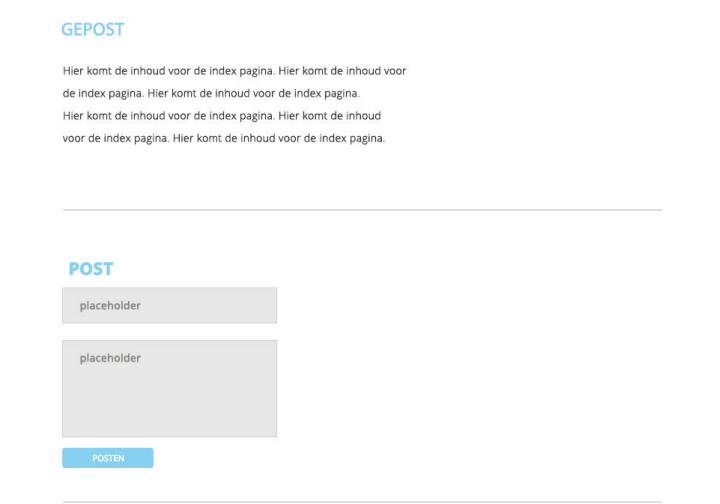 GEPOST
Hier komt de inhoud voor de index pagina. Hier komt de inhoud voor
de index pagina. Hier komt de inhoud voor de index pagina.
Hier komt de inhoud voor de index pagina. Hier komt de inhoud
voor de index pagina. Hier komt de inhoud voor de index pagina.
POST
placeholder
placeholder
POSTEN